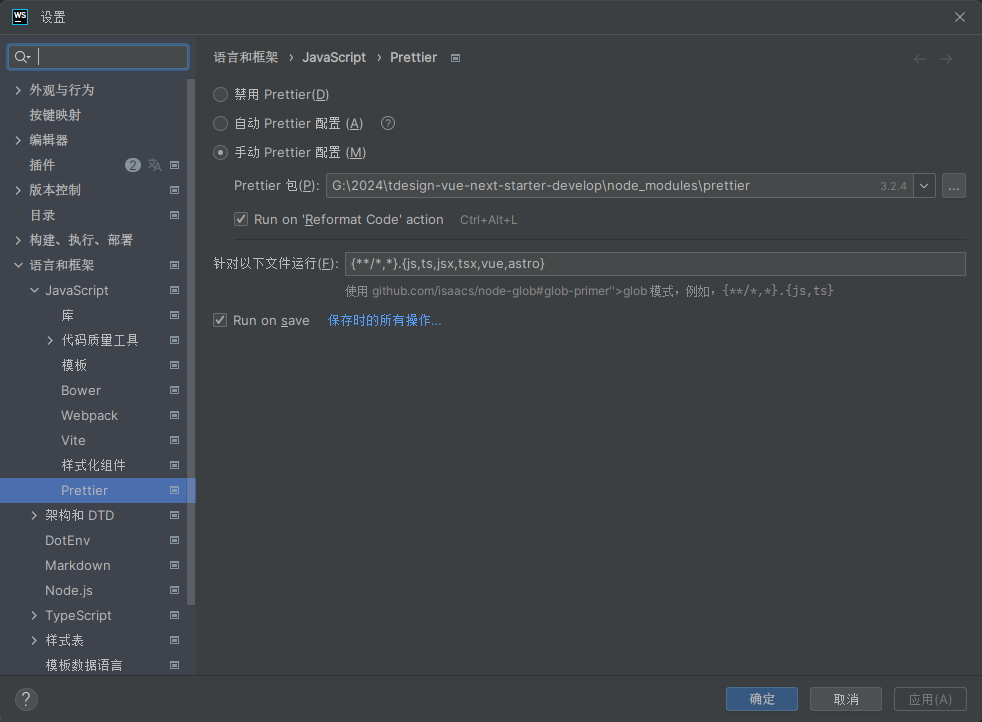 WS 设置
语言和框架 › JavaScript › Prettier
外观与行为
按键映射
编辑器
插件 2
版本控制
目录
构建、执行、部署
语言和框架
JavaScript
库
代码质量工具
模板
Bower
Webpack
Vite
样式化组件
Prettier
架构和 DTD
DotEnv
Markdown
Node.js
TypeScript
样式表
模板数据语言
禁用 Prettier(D)
自动 Prettier 配置 (A) ?
手动 Prettier 配置 (M)
Prettier 包(P): G:\2024\tdesign-vue-next-starter-develop\node_modules\prettier 3.2.4 ...
Run on 'Reformat Code' action Ctrl+Alt+L
针对以下文件运行(F): {**/*,*}.{js,ts,jsx,tsx,vue,astro}
使用 github.com/isaacs/node-glob#glob-primer">glob 模式，例如，{**/*,*}.{js,ts}
Run on save 保存时的所有操作...
? 确定 取消 应用(A)